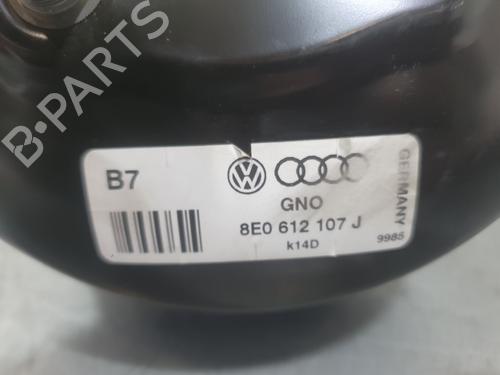 B-PARTS
B7
GNO
8E0 612 107 J
k14D
GERMANY
9985